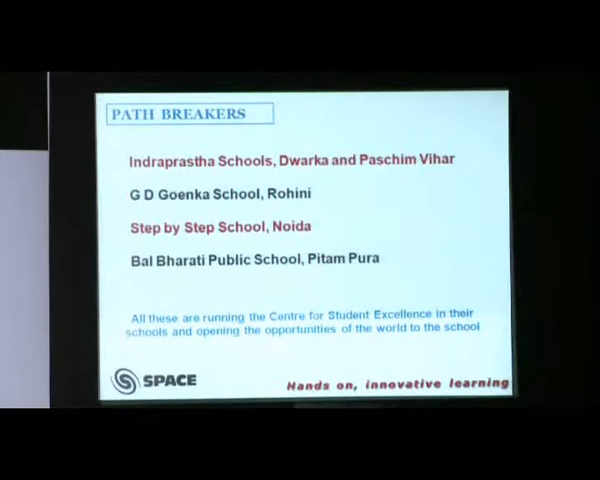 PATH BREAKERS
Indraprastha Schools, Dwarka and Paschim Vihar
G D Goenka School, Rohini
Step by Step School, Noida
Bal Bharati Public School, Pitam Pura
All these are running the Centre for Student Excellence in their
schools and opening the opportunities of the world to the school
SPACE
Hands on, innovative learning